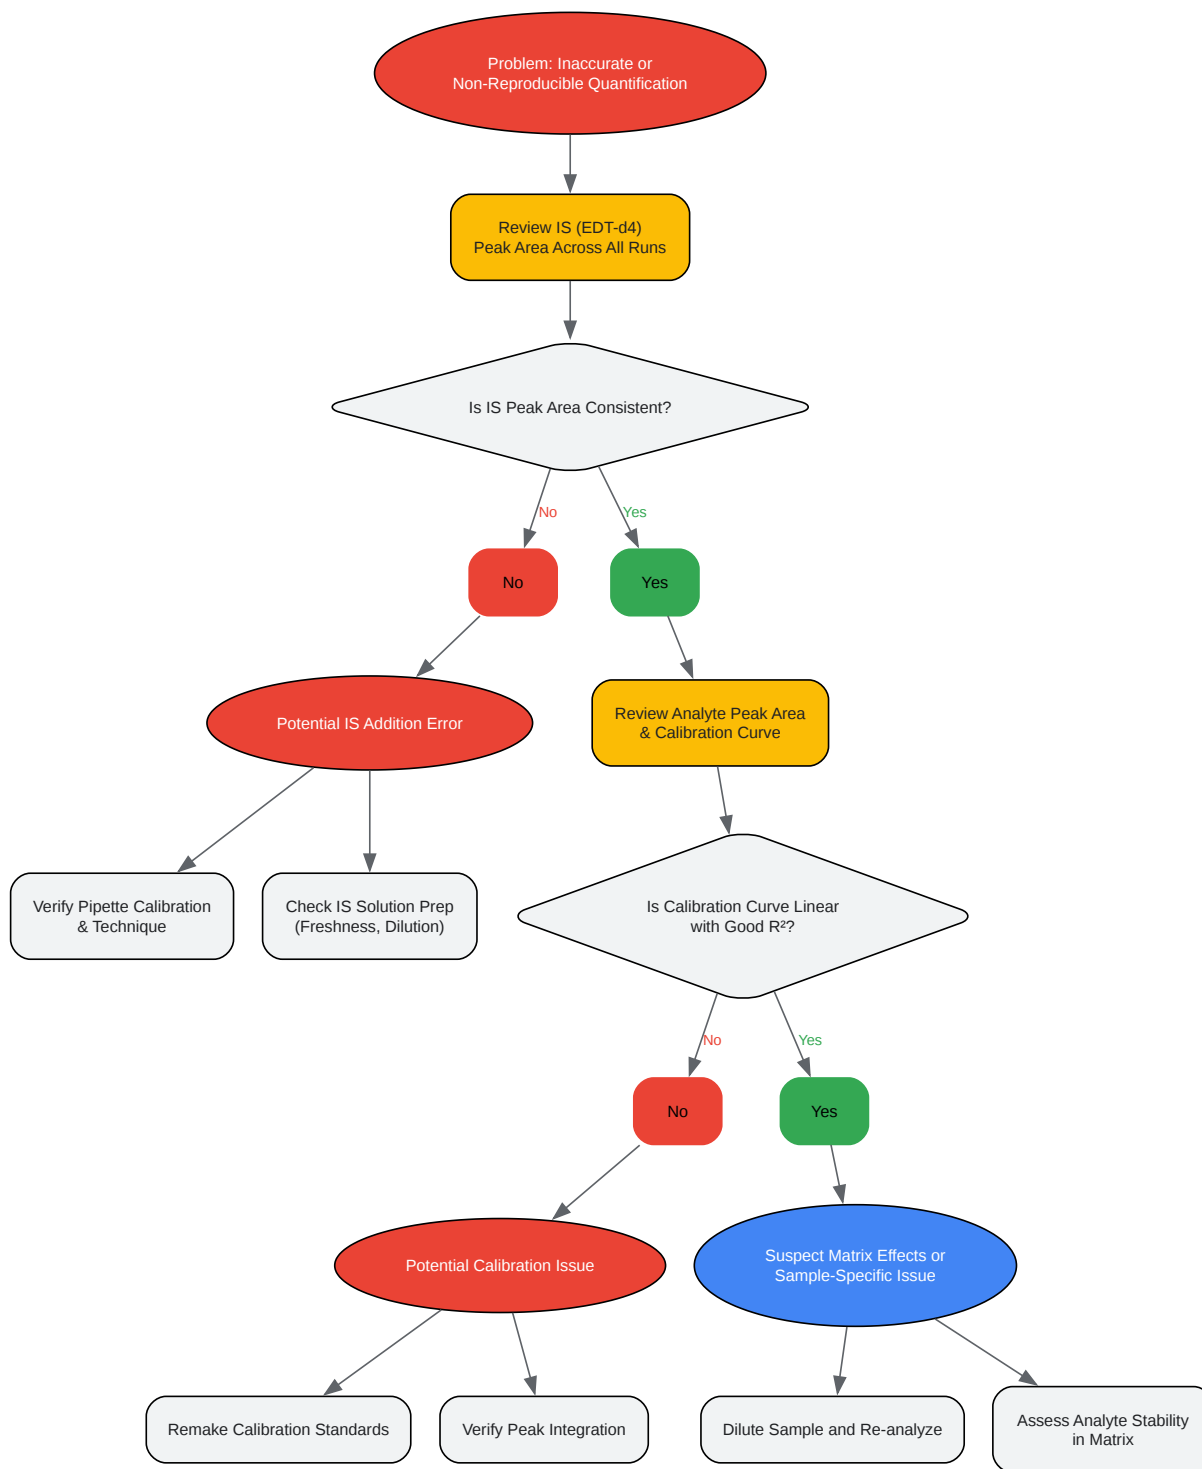 Problem: Inaccurate or
Non-Reproducible Quantification
Review IS (EDT-d4)
Peak Area Across All Runs
Is IS Peak Area Consistent?
No
Yes
No
Yes
Potential IS Addition Error
Review Analyte Peak Area
& Calibration Curve
Verify Pipette Calibration
& Technique
Check IS Solution Prep
(Freshness, Dilution)
Is Calibration Curve Linear
with Good R²?
No
Yes
No
Yes
Potential Calibration Issue
Suspect Matrix Effects or
Sample-Specific Issue
Remake Calibration Standards
Verify Peak Integration
Dilute Sample and Re-analyze
Assess Analyte Stability
in Matrix